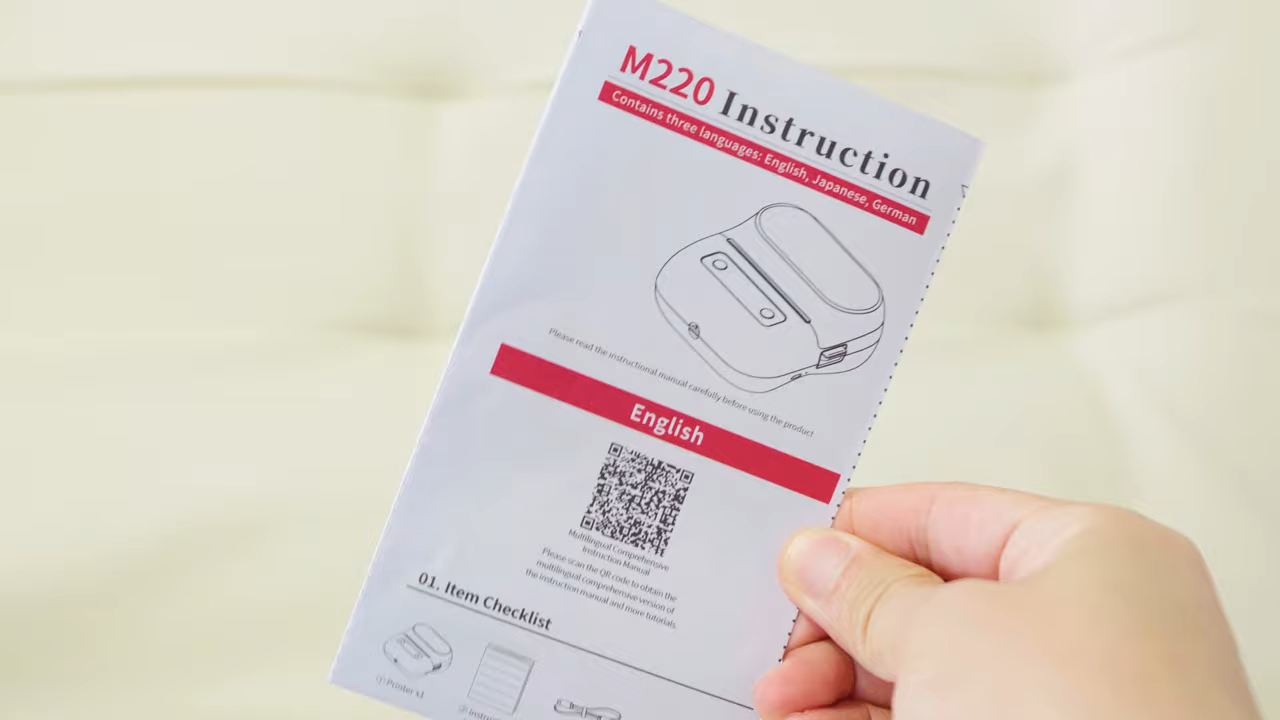 M220 Instruction
Contains three languages: English, Japanese, German
Please read the instructional manual carefully before using the product
English
Multilingual Comprehensive
Instruction Manual
Please scan the QR code to obtain the
multilingual comprehensive version of
the instruction manual and more tutorials.
01. Item Checklist
①Printer x1